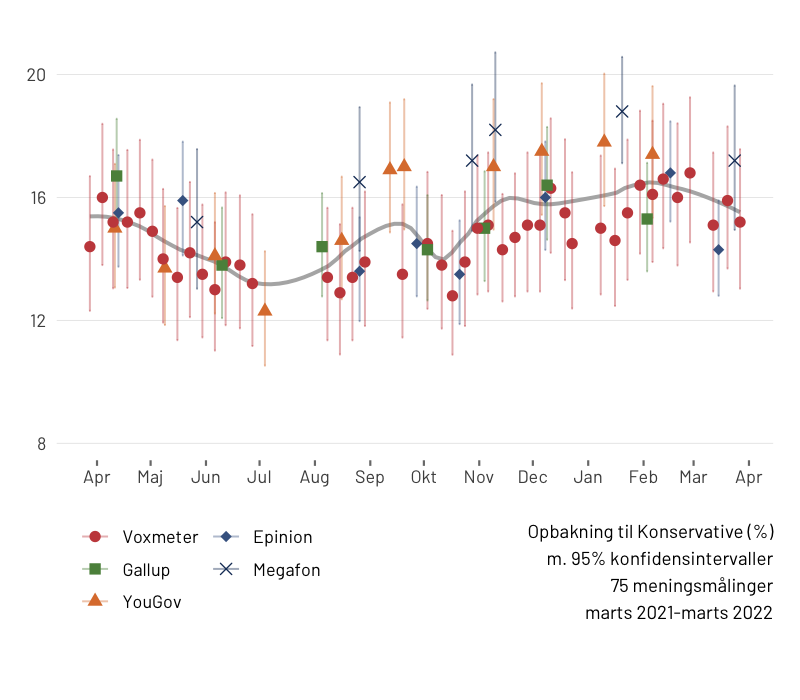 20
16
12
8
Apr Maj Jun Jul Aug Sep Okt Nov Dec Jan Feb Mar Apr
Voxmeter Epinion
Gallup Megafon
YouGov
Opbakning til Konservative (%)
m. 95% konfidensintervaller
75 meningsmålinger
marts 2021-marts 2022